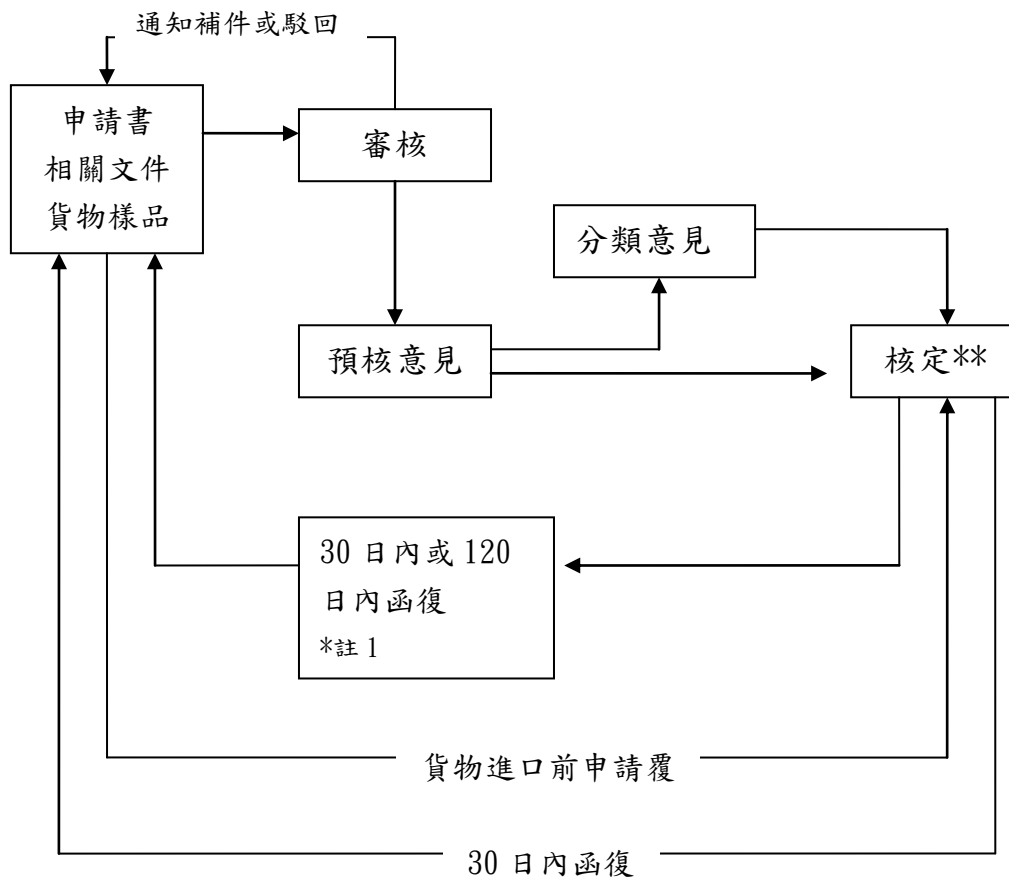 通知補件或駁回
申請書
相關文件
貨物樣品
審核
分類意見
預核意見
核定**
30 日內或 120
日內函復
*註 1
貨物進口前申請覆
30 日內函復